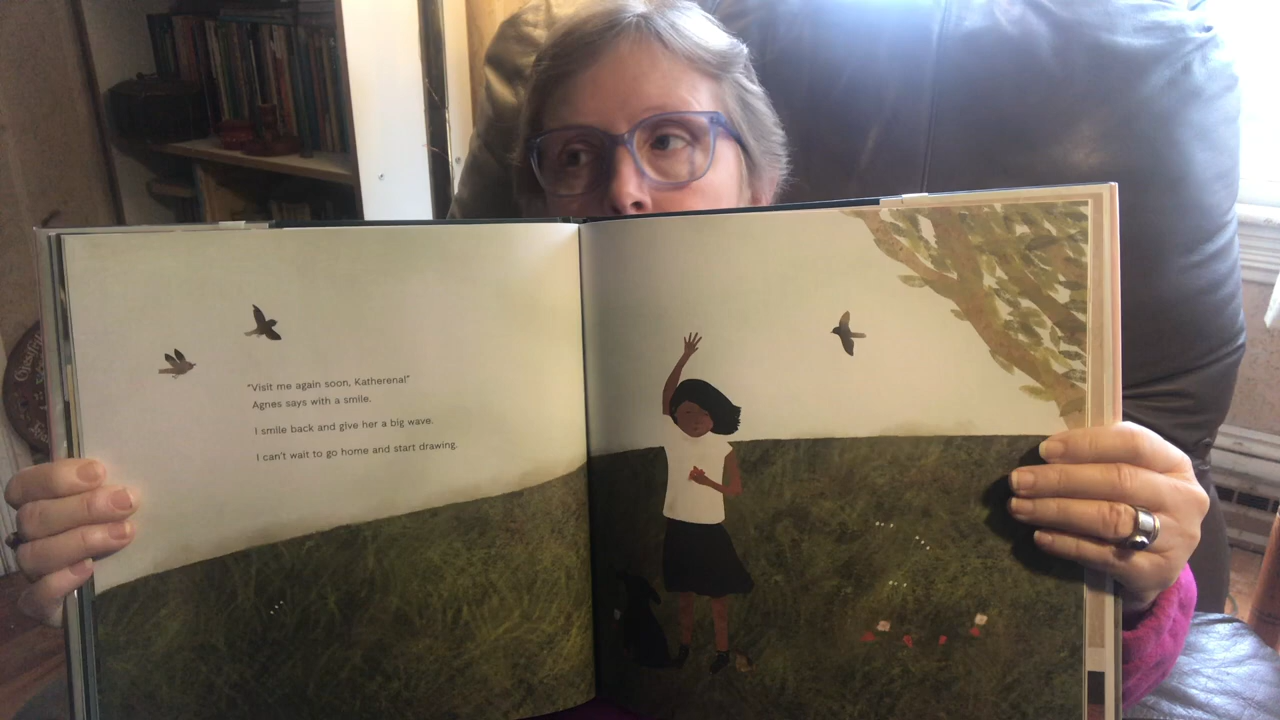 "Visit me again soon, Katherena!"
Agnes says with a smile.
I smile back and give her a big wave.
I can't wait to go home and start drawing.